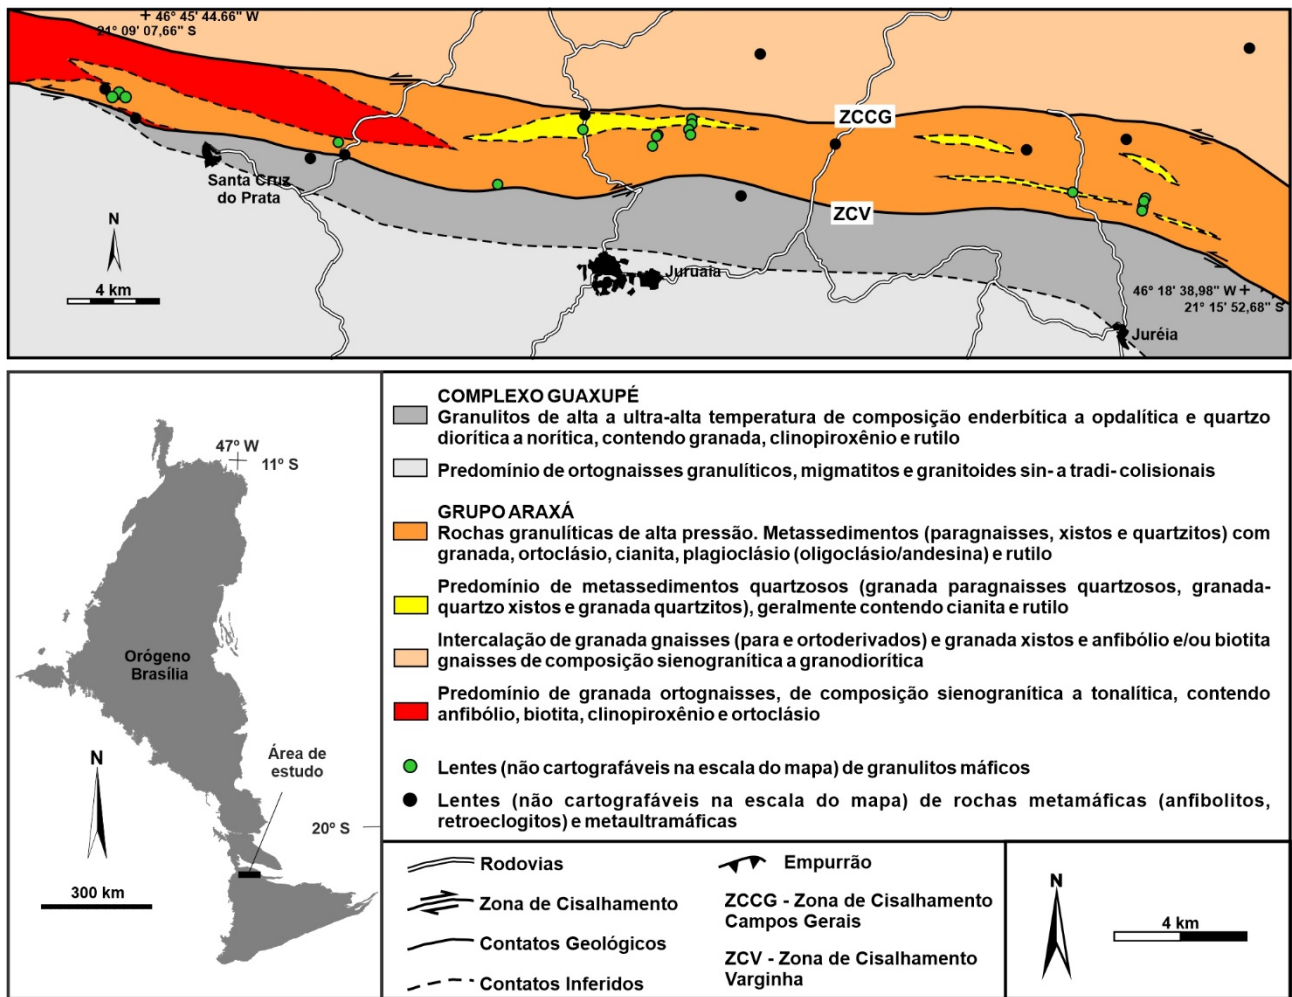 46° 45' 44.66" W
21° 09' 07,66" S
ZCCG
Santa Cruz
do Prata
ZCV
N
4 km
Juruaia
46° 18' 38,98" W
21° 15' 52,68" S
Juréia
47º W
11º S
Orógeno
Brasília
N
Área de
estudo
20º S
300 km
COMPLEXO GUAXUPÉ
Granulitos de alta a ultra-alta temperatura de composição enderbítica a opdalítica e quartzo
diorítica a norítica, contendo granada, clinopiroxênio e rutilo
Predomínio de ortognaisses granulíticos, migmatitos e granitoides sin- a tradi- colisionais
GRUPO ARAXÁ
Rochas granulíticas de alta pressão. Metassedimentos (paragnaisses, xistos e quartzitos) com
granada, ortoclásio, cianita, plagioclásio (oligoclásio/andesina) e rutilo
Predomínio de metassedimentos quartzosos (granada paragnaisses quartzosos, granada-
quartzo xistos e granada quartzitos), geralmente contendo cianita e rutilo
Intercalação de granada gnaisses (para e ortoderivados) e granada xistos e anfibólio e/ou biotita
gnaisses de composição sienogranítica a granodiorítica
Predomínio de granada ortognaisses, de composição sienogranítica a tonalítica, contendo
anfibólio, biotita, clinopiroxênio e ortoclásio
Lentes (não cartografáveis na escala do mapa) de granulitos máficos
Lentes (não cartografáveis na escala do mapa) de rochas metamáficas (anfibolitos,
retroeclogitos) e metaultramáficas
Rodovias
Zona de Cisalhamento
Contatos Geológicos
Contatos Inferidos
Empurrão
ZCCG - Zona de Cisalhamento
Campos Gerais
ZCV - Zona de Cisalhamento
Varginha
N
4 km